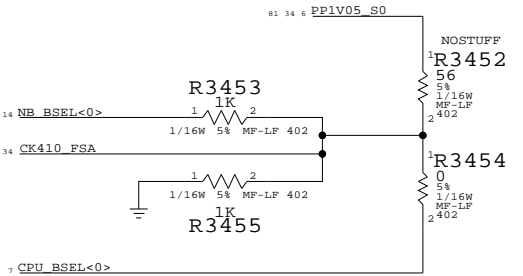 81 34 6 PP1V05_S0
NOSTUFF
1 R3452
56
5%
1/16W
MF-LF
2 402
R3453
1K
14 NB_BSEL<0> 1 2
1/16W 5% MF-LF 402
34 CK410_FSA
1 R3454
0
5%
1/16W
MF-LF
2 402
1 2
1/16W 5% MF-LF 402
1K
R3455
7 CPU_BSEL<0>